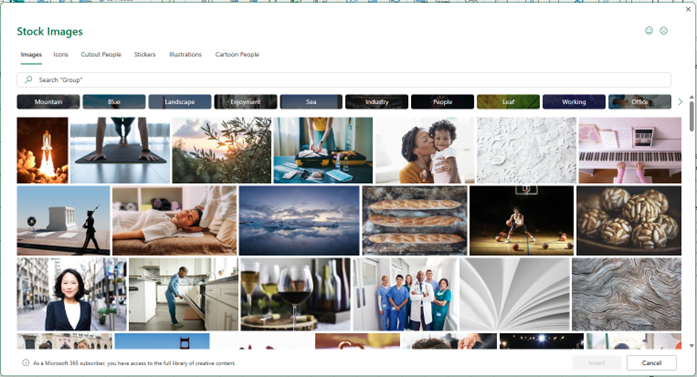 Stock Images
Images Icons Cutout People Stickers Illustrations Cartoon People
Search "Group"
Mountain Blue Landscape Enjoyment Sea Industry People Leaf Working Office
As a Microsoft 365 subscriber, you have access to the full library of creative content.
Insert Cancel